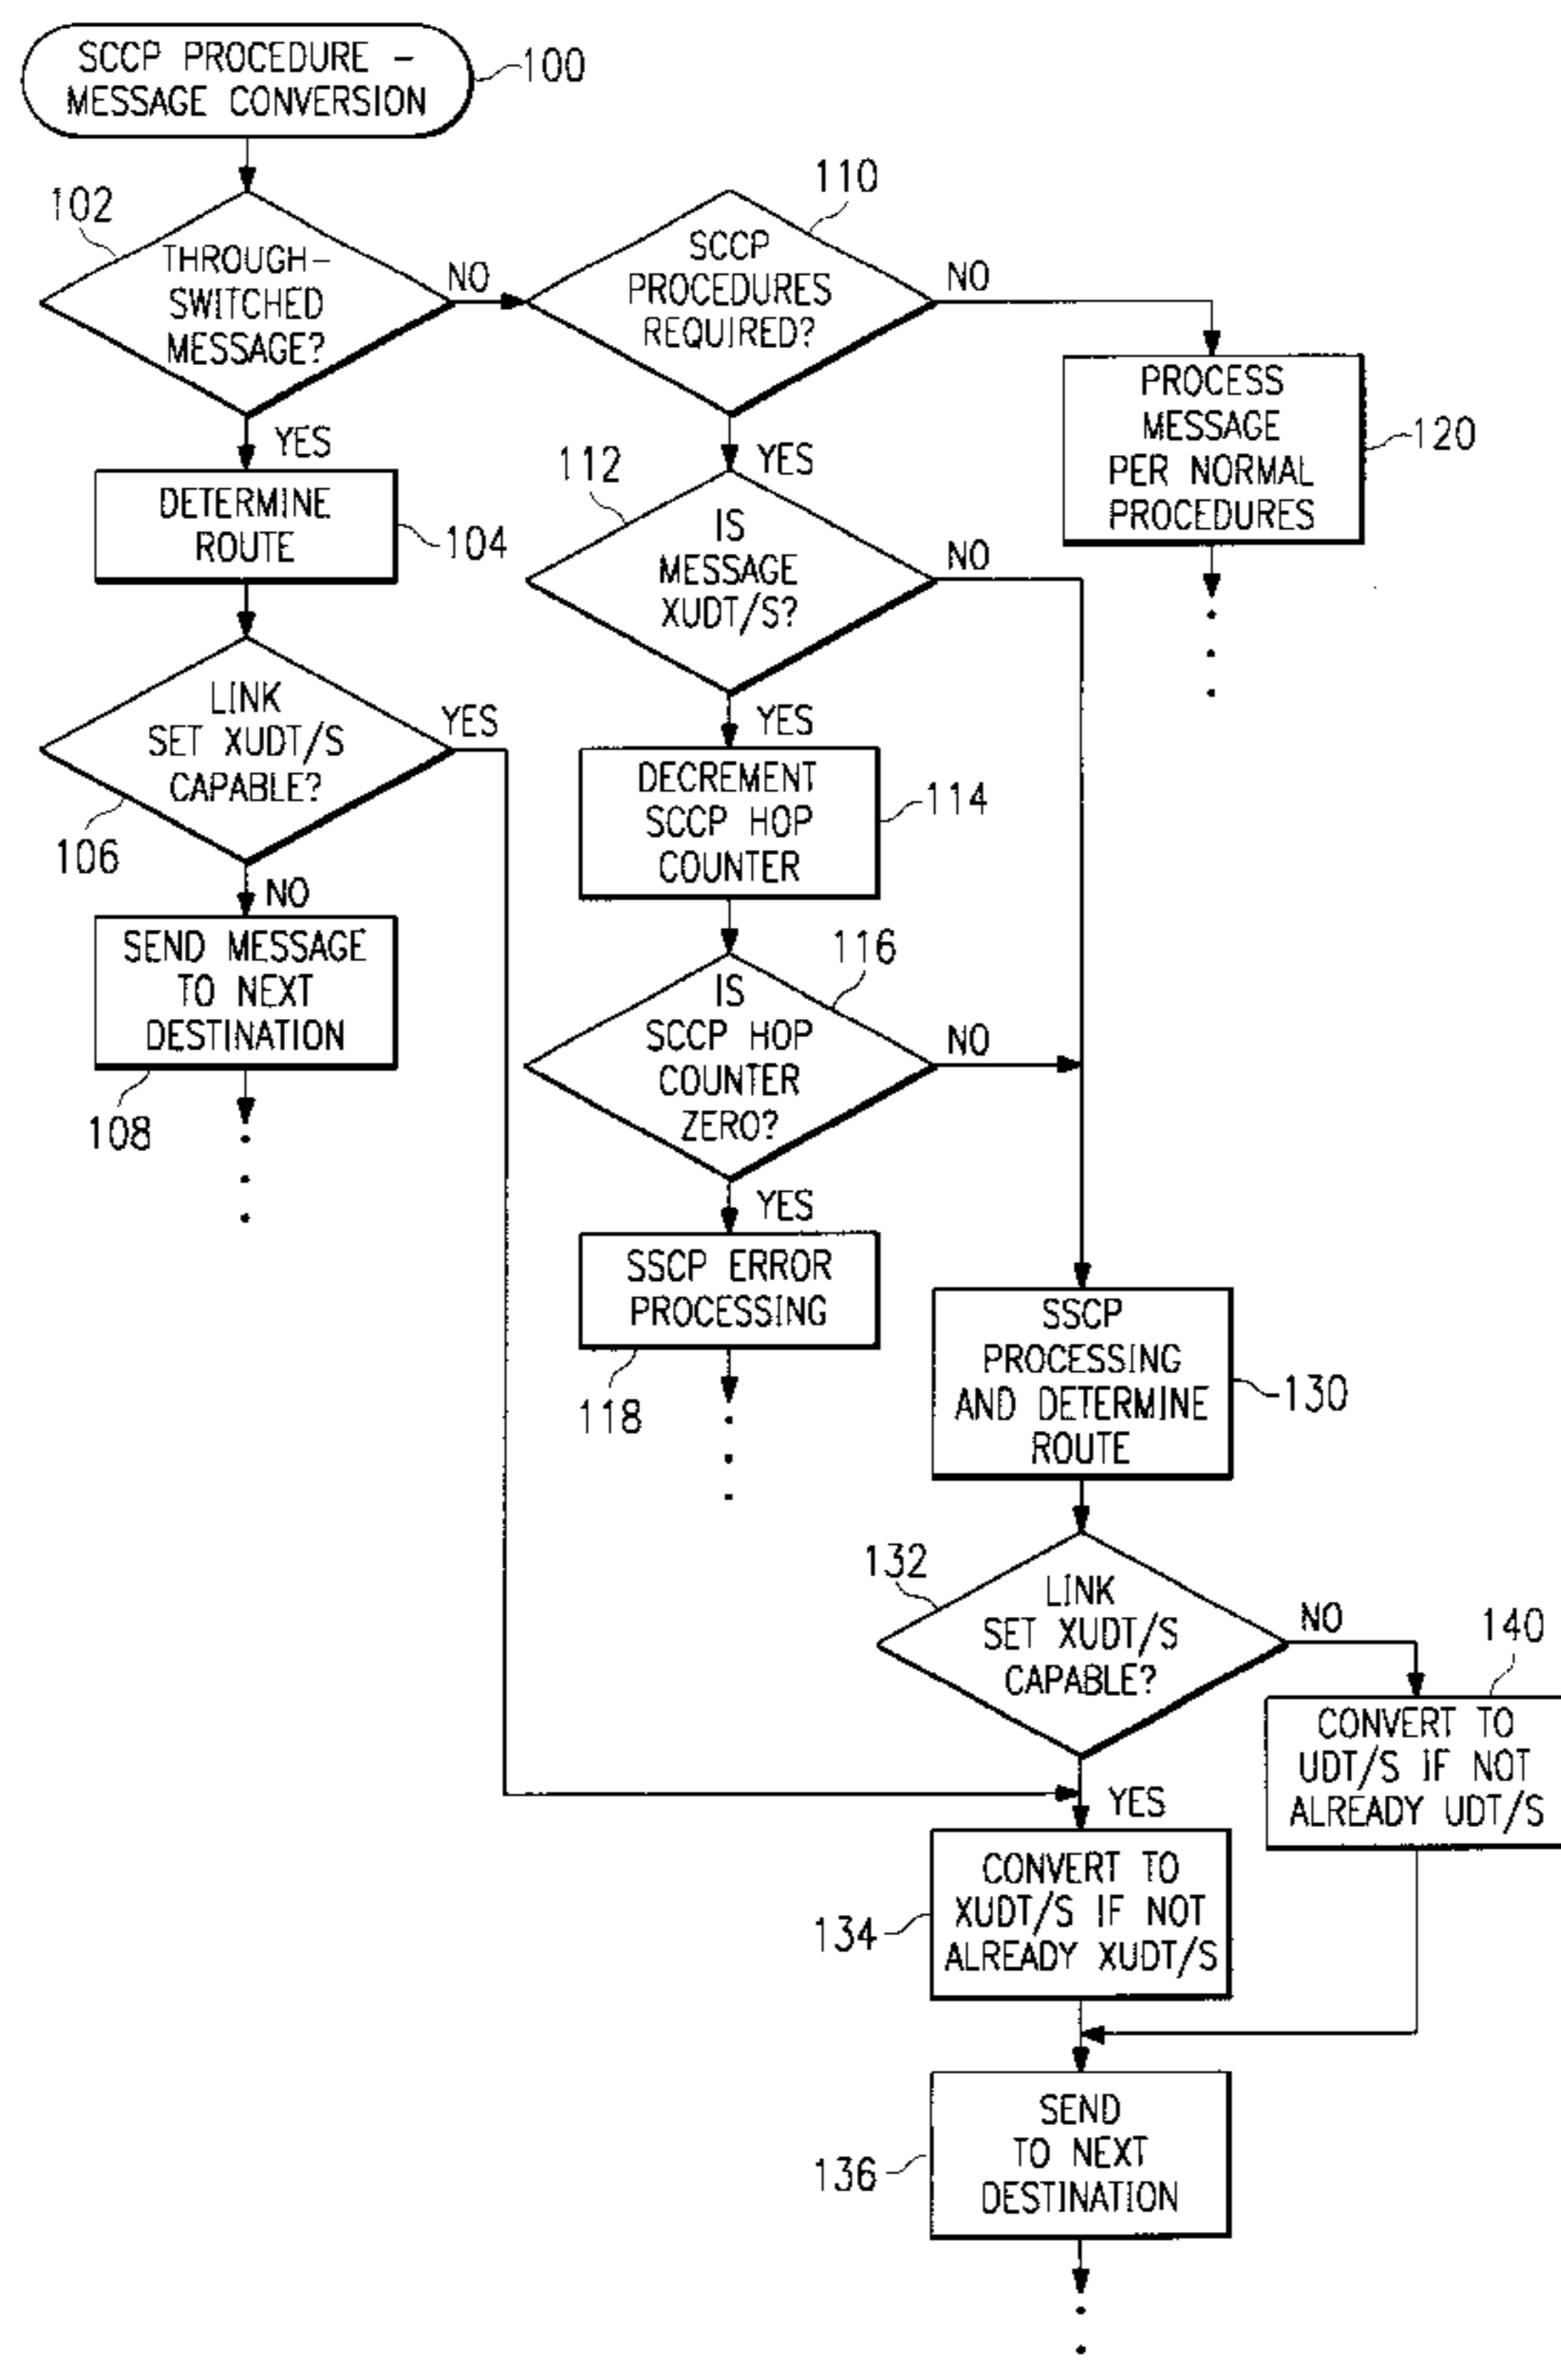 SCCP PROCEDURE -
MESSAGE CONVERSION
100
102
THROUGH-
SWITCHED
MESSAGE?
NO
YES
110
SCCP
PROCEDURES
REQUIRED?
NO
YES
PROCESS
MESSAGE
PER NORMAL
PROCEDURES
120
DETERMINE
ROUTE
104
112
IS
MESSAGE
XUDT/S?
NO
YES
LINK
SET XUDT/S
CAPABLE?
YES
106
NO
DECREMENT
SCCP HOP
COUNTER
114
SEND MESSAGE
TO NEXT
DESTINATION
108
116
IS
SCCP HOP
COUNTER
ZERO?
NO
YES
SSCP ERROR
PROCESSING
118
SSCP
PROCESSING
AND DETERMINE
ROUTE
130
132
LINK
SET XUDT/S
CAPABLE?
NO
YES
140
CONVERT TO
UDT/S IF NOT
ALREADY UDT/S
CONVERT TO
XUDT/S IF NOT
ALREADY XUDT/S
134
SEND
TO NEXT
DESTINATION
136